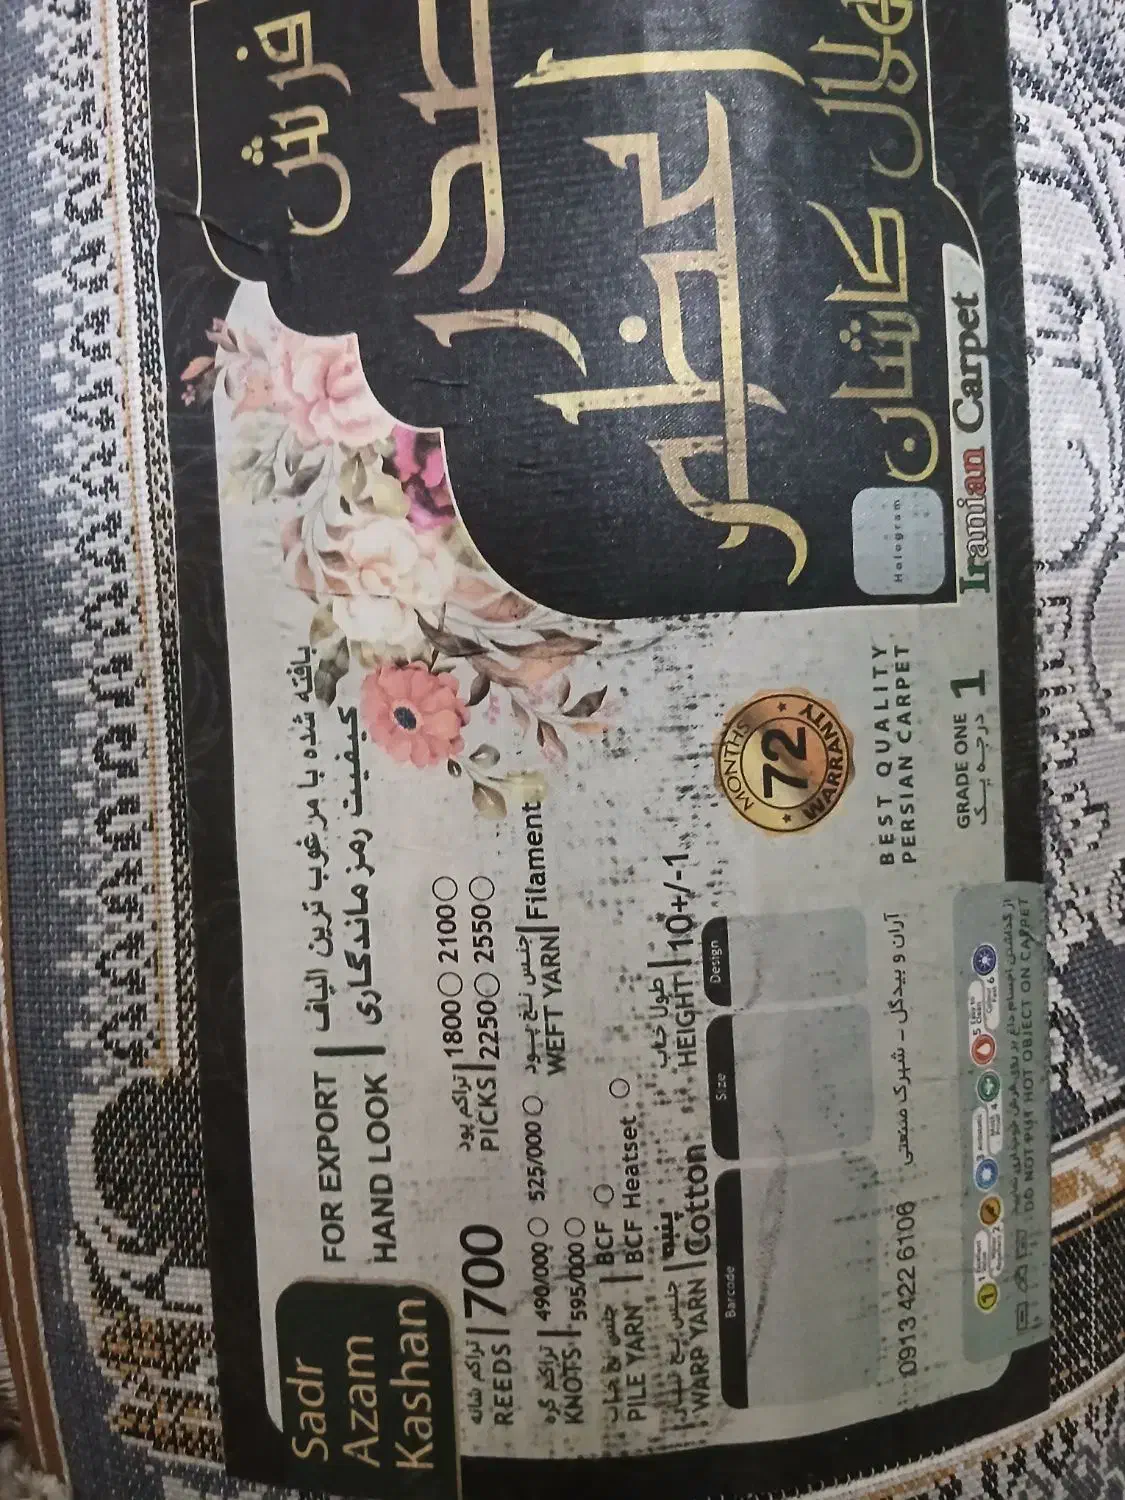 فرش
صدر
اعظم
هلال کاشان
Hologram
Iranian Carpet
Sadr
Azam
Kashan
FOR EXPORT | بافته شده با مرغوب ترین الیاف
HAND LOOK | کیفیت رمز ماندگاری
تراکم شانه
REEDS | 700
تراکم پود
PICKS | 1800 ○ 2100 ○
2250 ○ 2550 ○
تراکم گره
KNOTS | 490/000 ○ 525/000 ○
595/000 ○
جنس نخ پود
WEFT YARN | Filament
جنس نخ خاب
PILE YARN | BCF ○
BCF Heatset ○
طول خاب
HEIGHT | 10+/-1
جنس نخ تار
WARP YARN | پنبه
Cotton
Barcode
Size
Design
MONTHS
72
WARRANTY
BEST QUALITY
PERSIAN CARPET
0913 422 6106 آران و بیدگل - شهرک صنعتی
GRADE ONE
درجه یک 1
DO NOT PUT HOT OBJECT ON CARPET